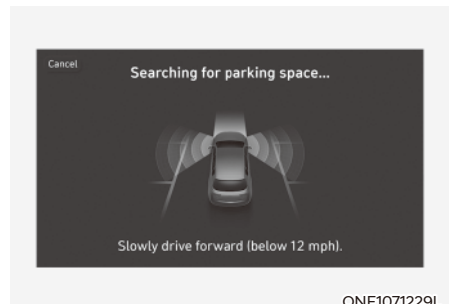 Cancel
Searching for parking space...
Slowly drive forward (below 12 mph).
ONE1071229L